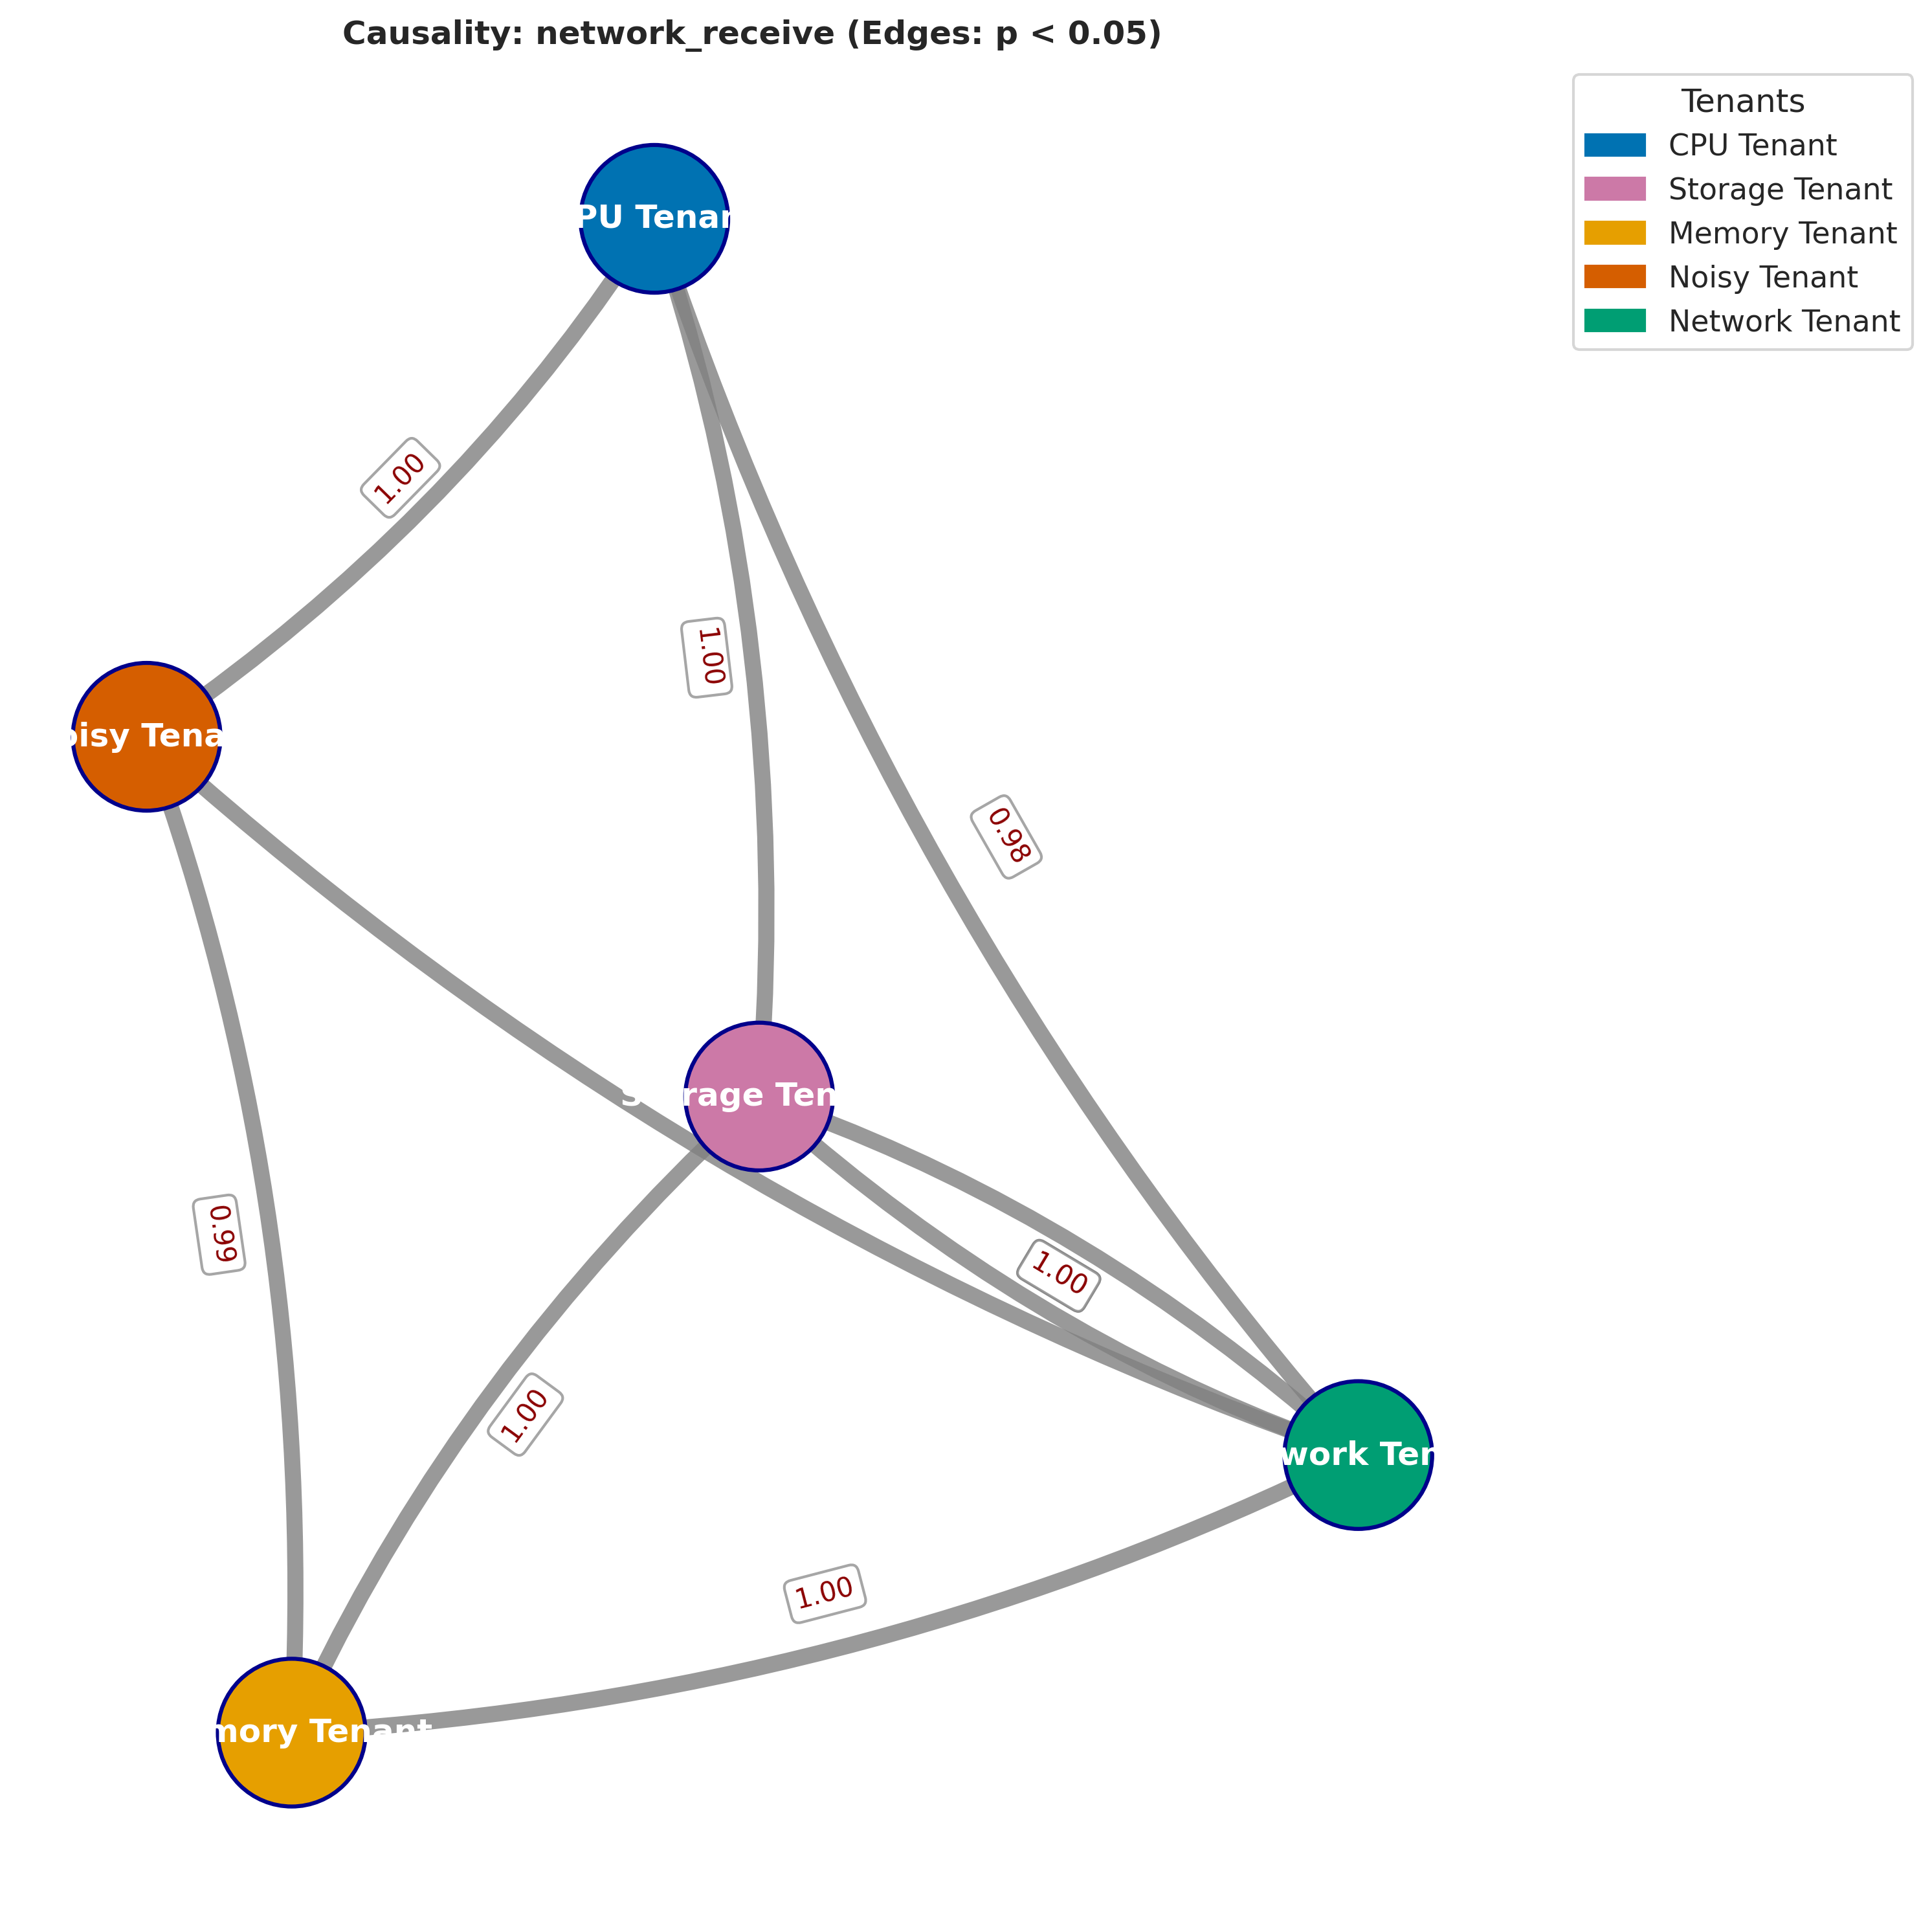 Causality: network_receive (Edges: p < 0.05)
Tenants
CPU Tenant
Storage Tenant
Memory Tenant
Noisy Tenant
Network Tenant
PU Tenan
1.00
1.00
oisy Tena
0.98
S rage Ten
0.99
1.00
1.00
work Ten
1.00
mory Tenant